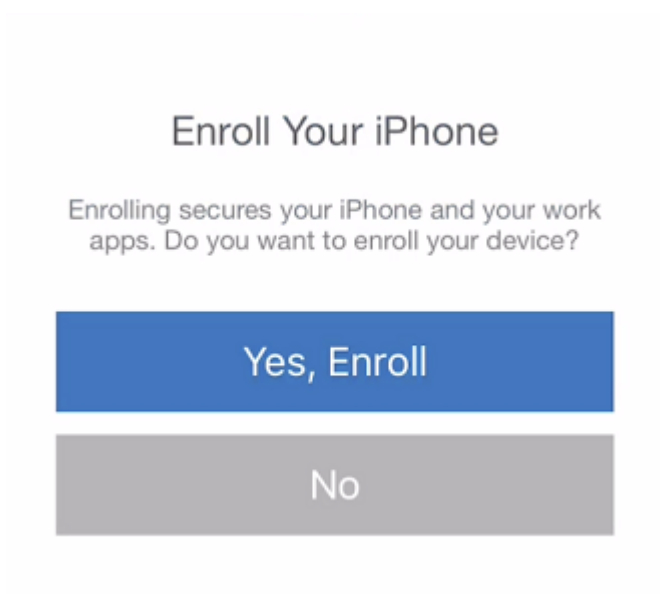 Enroll Your iPhone
Enrolling secures your iPhone and your work
apps. Do you want to enroll your device?
Yes, Enroll
No